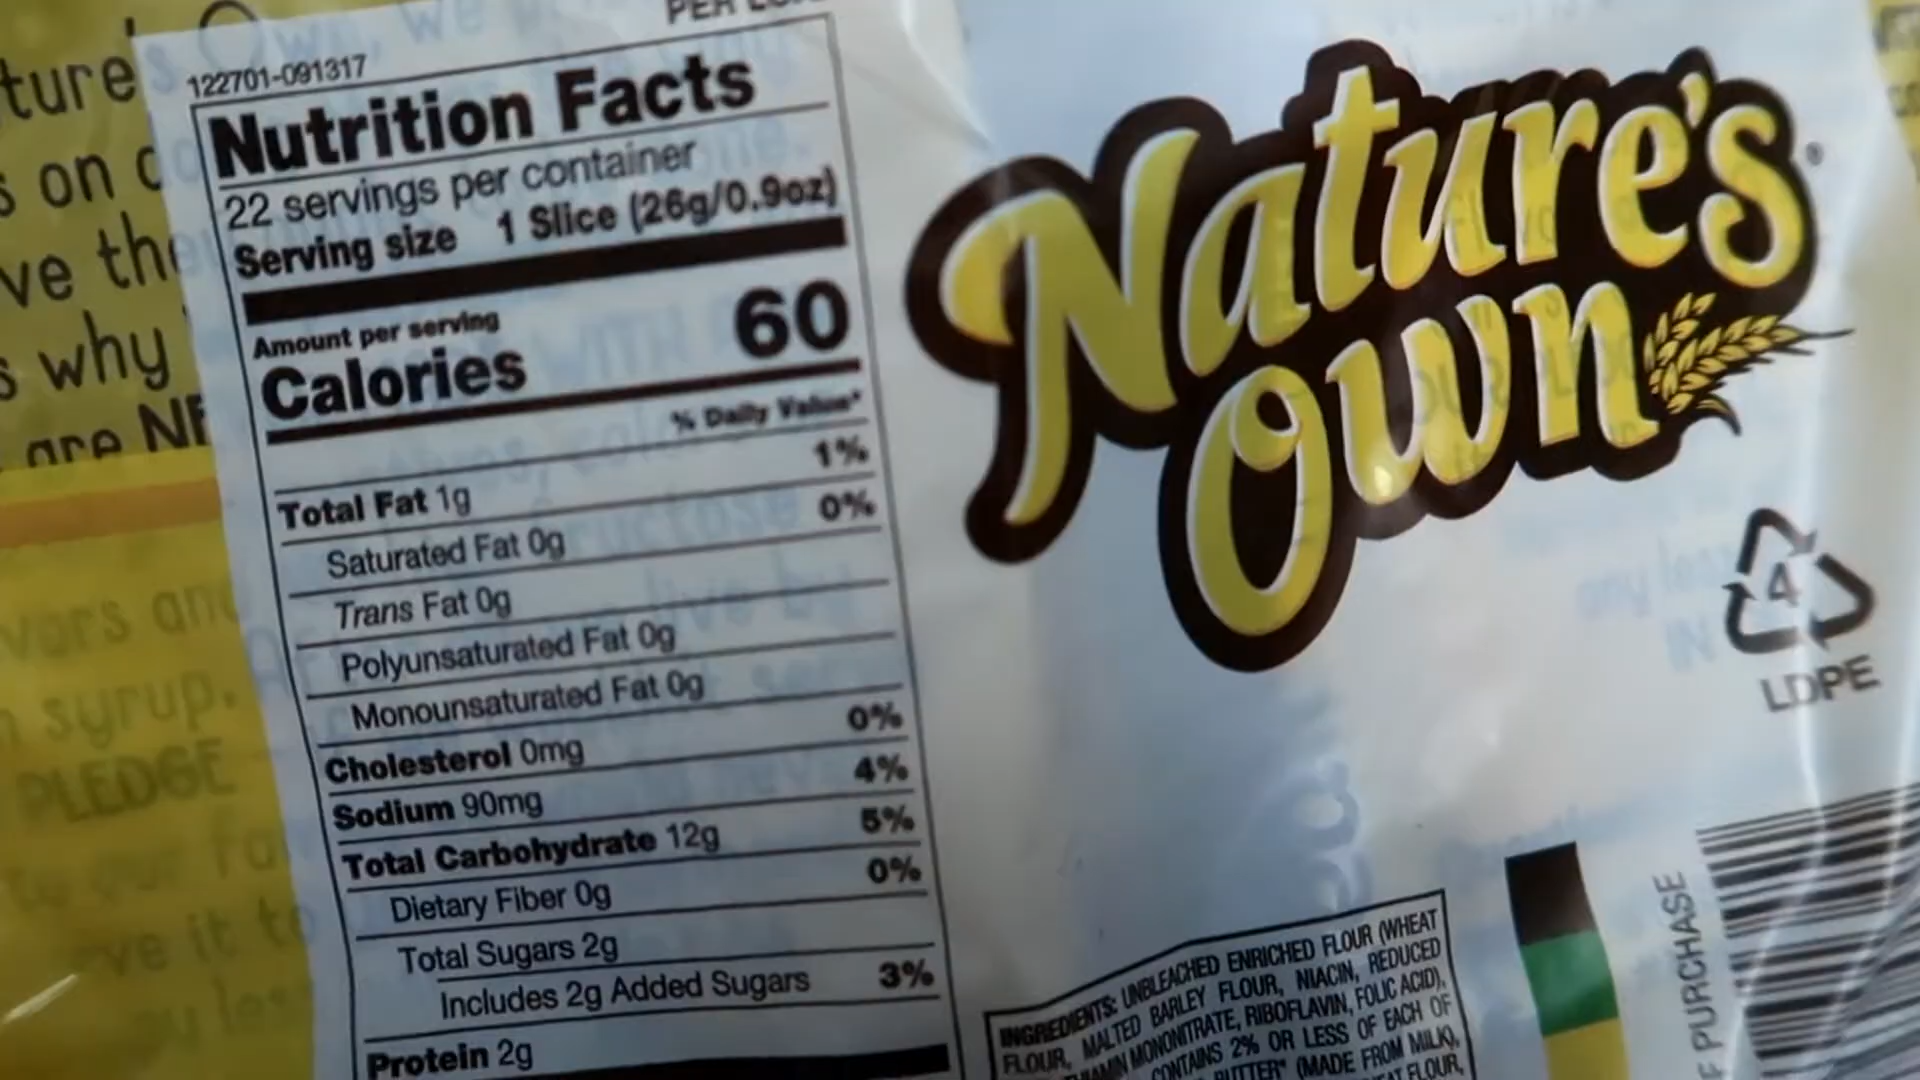 122701-091317
Nutrition Facts
22 servings per container
Serving size 1 Slice (26g/0.9oz)
Amount per serving
Calories 60
% Daily Value*
Total Fat 1g 1%
Saturated Fat 0g 0%
Trans Fat 0g
Polyunsaturated Fat 0g
Monounsaturated Fat 0g
Cholesterol 0mg 0%
Sodium 90mg 4%
Total Carbohydrate 12g 5%
Dietary Fiber 0g 0%
Total Sugars 2g
Includes 2g Added Sugars 3%
Protein 2g
Nature's
Own
4
LDPE
INGREDIENTS: UNBLEACHED ENRICHED FLOUR (WHEAT
FLOUR, MALTED BARLEY FLOUR, NIACIN, REDUCED
MONONITRATE, RIBOFLAVIN, FOLIC ACID),
CONTAINS 2% OR LESS OF EACH OF
BUTTER* (MADE FROM MILK),
FLOUR,
PURCHASE
on
why
are
syrup.
PLEDGE
it to